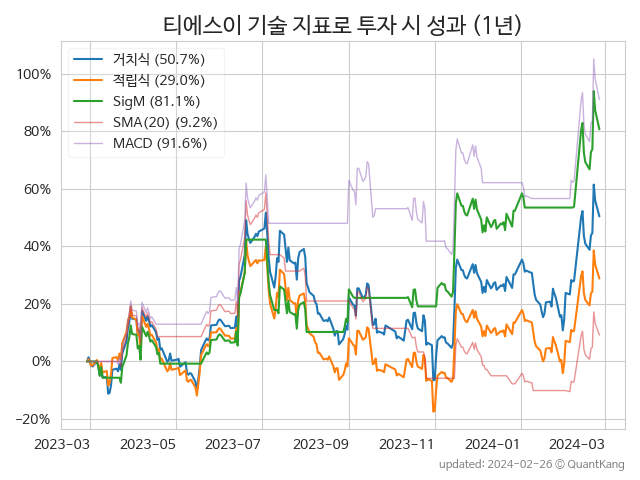 티에스이 기술 지표로 투자 시 성과 (1년)
거치식 (50.7%)
적립식 (29.0%)
SigM (81.1%)
SMA(20) (9.2%)
MACD (91.6%)
100%
80%
60%
40%
20%
0%
−20%
2023-03 2023-05 2023-07 2023-09 2023-11 2024-01 2024-03
updated: 2024-02-26 ⓒ QuantKang